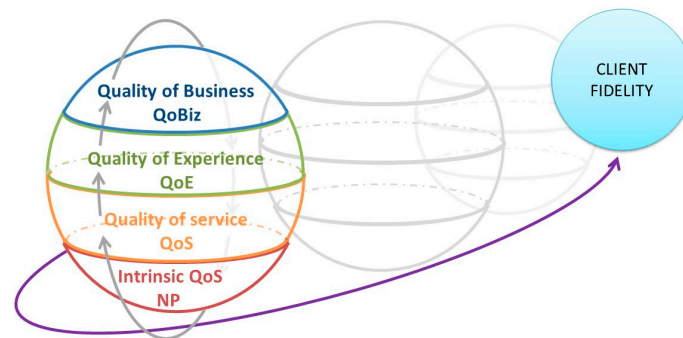 Quality of Business
QoBiz
Quality of Experience
QoE
Quality of service
QoS
Intrinsic QoS
NP
CLIENT
FIDELITY